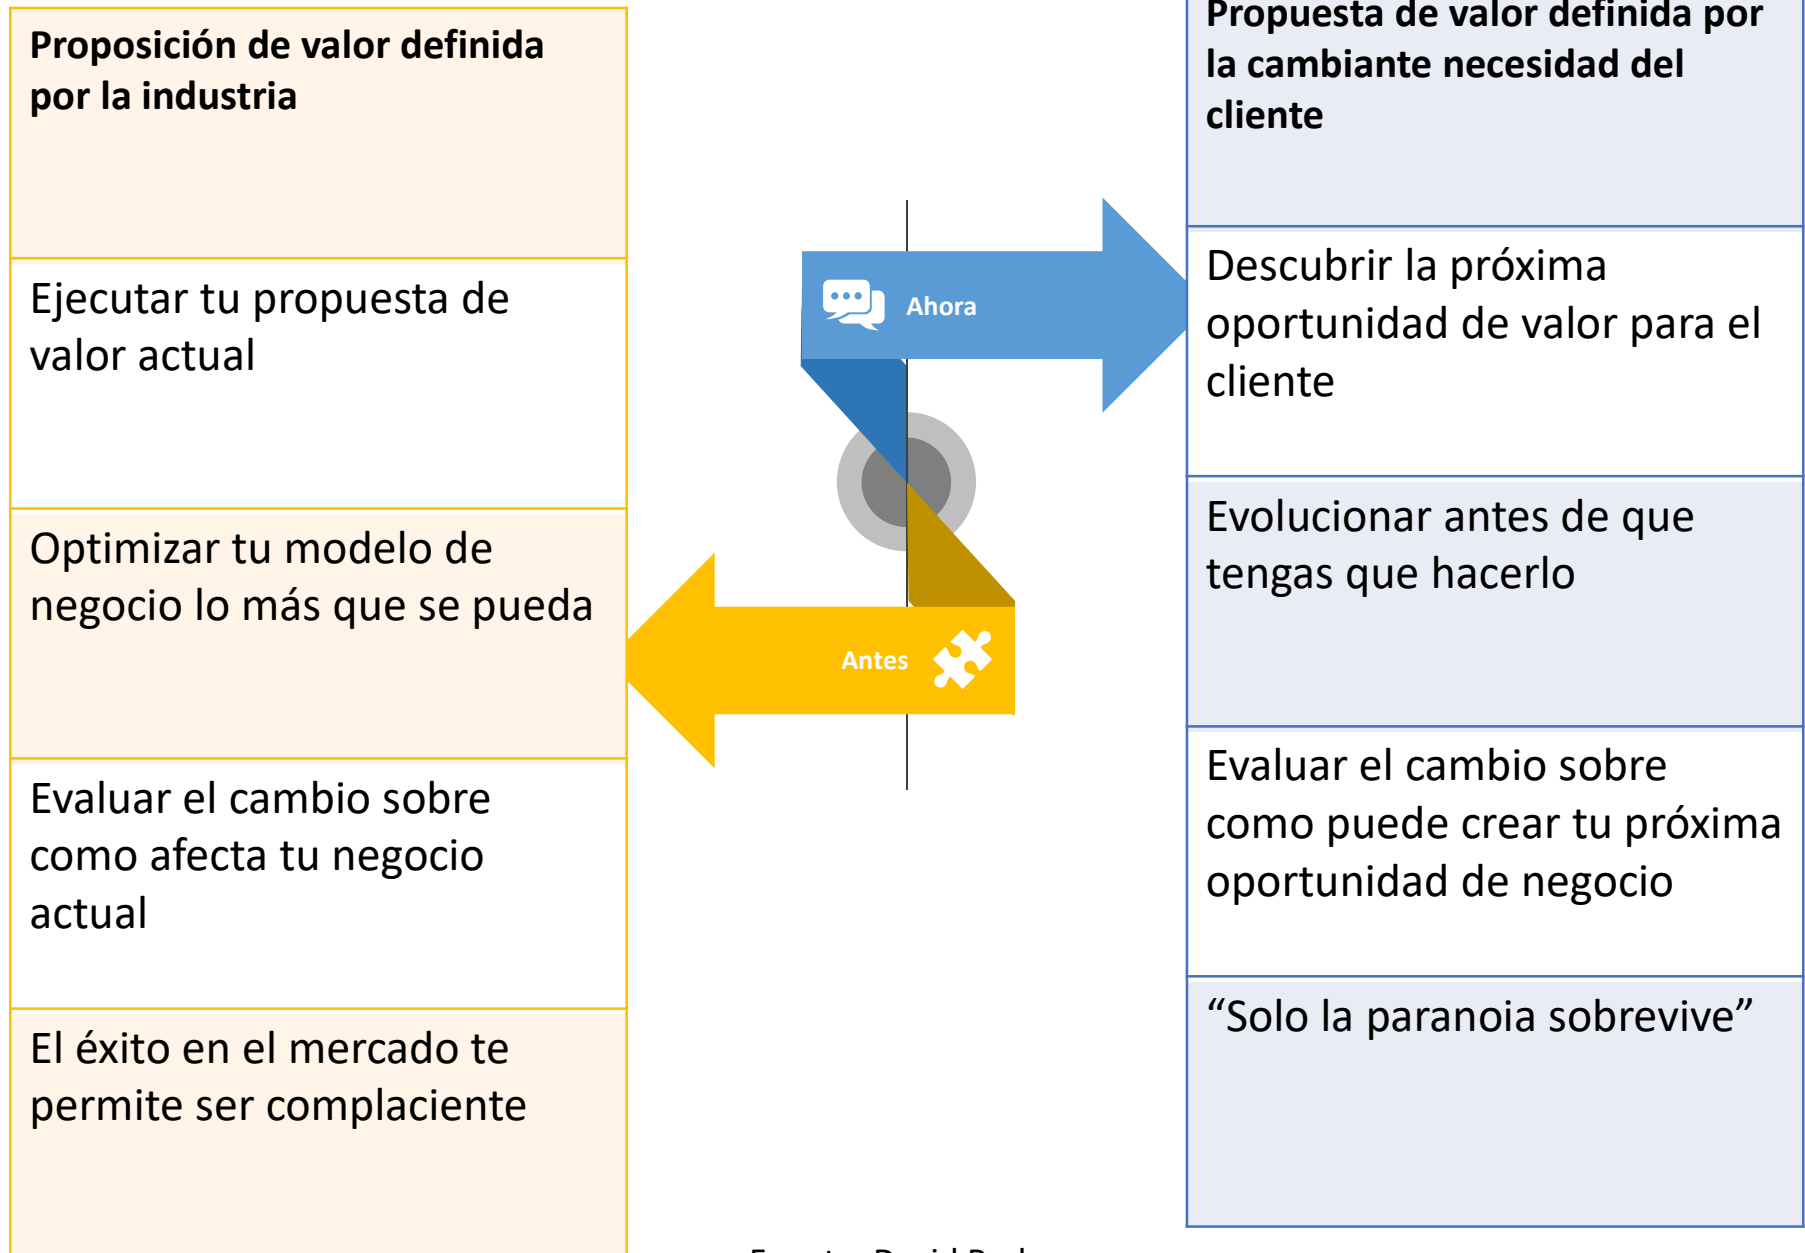 Proposición de valor definida
por la industria
Ejecutar tu propuesta de
valor actual
Optimizar tu modelo de
negocio lo más que se pueda
Evaluar el cambio sobre
como afecta tu negocio
actual
El éxito en el mercado te
permite ser complaciente
Ahora
Antes
Propuesta de valor definida por
la cambiante necesidad del
cliente
Descubrir la próxima
oportunidad de valor para el
cliente
Evolucionar antes de que
tengas que hacerlo
Evaluar el cambio sobre
como puede crear tu próxima
oportunidad de negocio
“Solo la paranoia sobrevive”
David